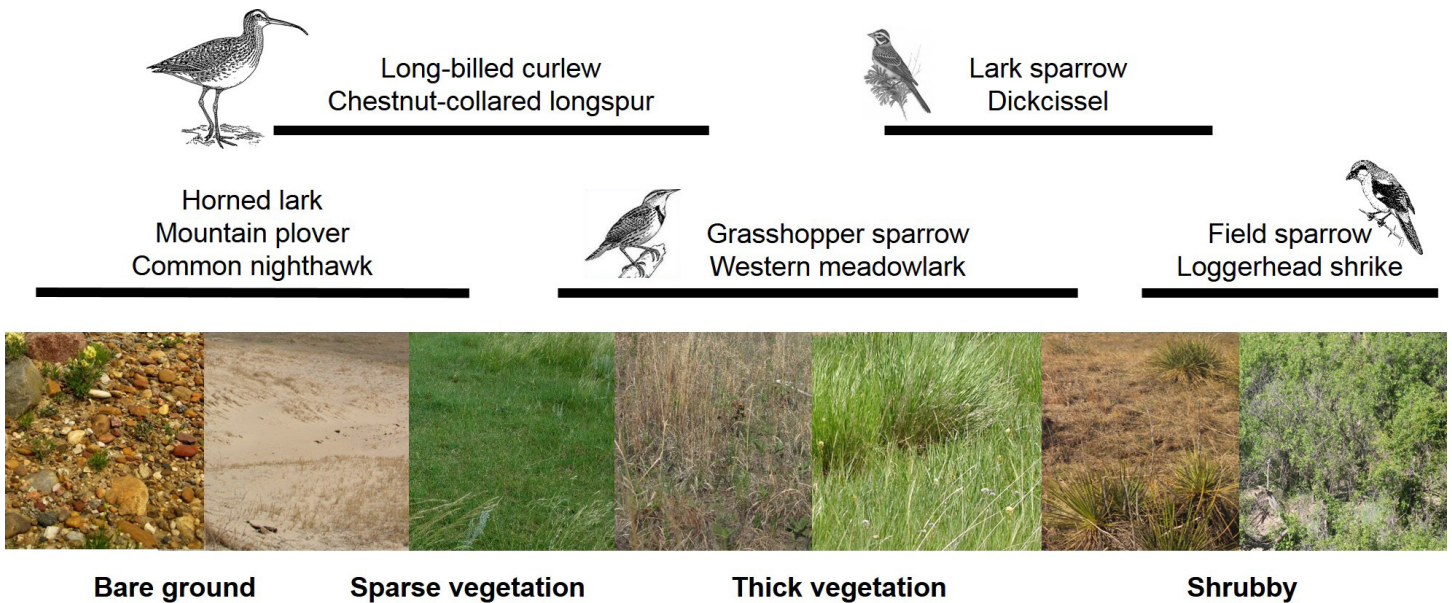 Long-billed curlew
Chestnut-collared longspur
Lark sparrow
Dickcissel
Horned lark
Mountain plover
Common nighthawk
Grasshopper sparrow
Western meadowlark
Field sparrow
Loggerhead shrike
Bare ground
Sparse vegetation
Thick vegetation
Shrubby